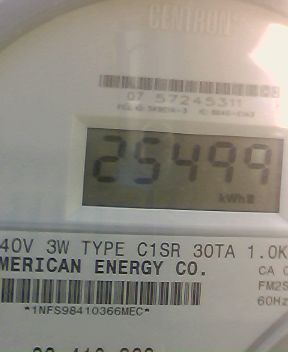 CENTRON
07 57245311
25499
kWh
40V 3W TYPE C1SR 30TA 1.0K
MERICAN ENERGY CO.
CA
FM2S
60Hz
*1NFS98410366MEC*